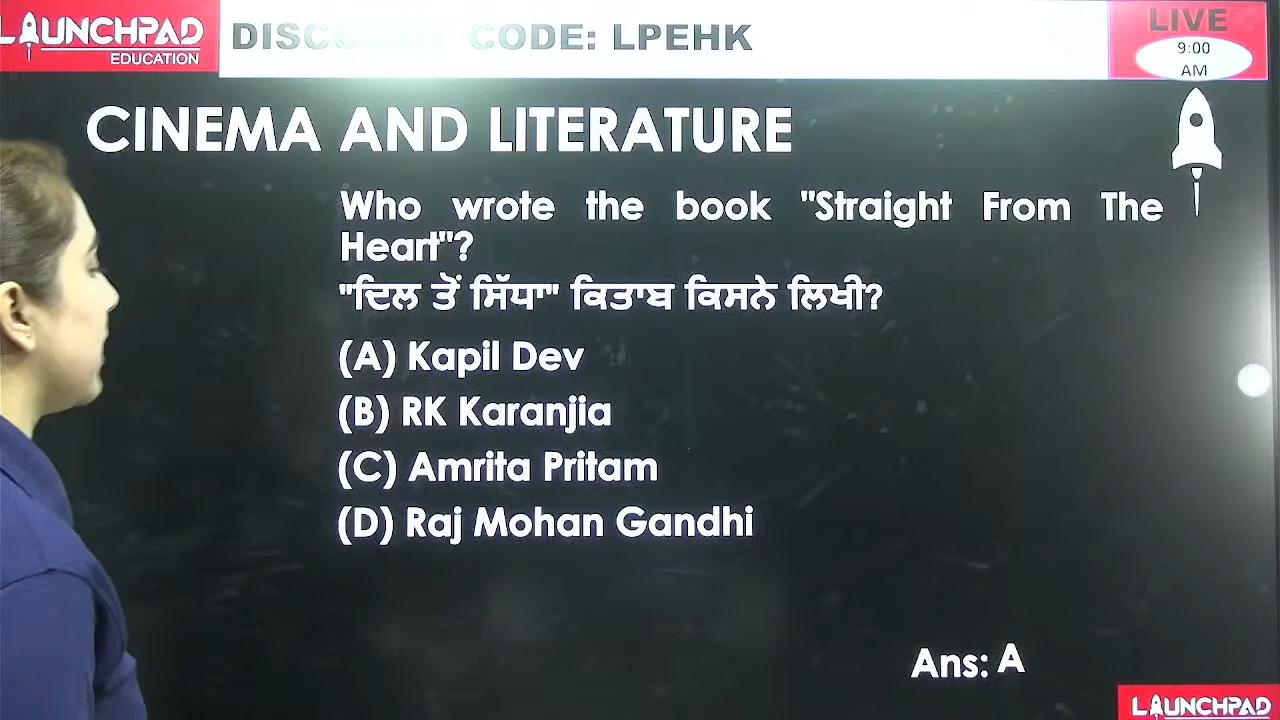 LAUNCHPAD
EDUCATION
CODE: LPEHK
LIVE
9:00
AM
CINEMA AND LITERATURE
Who wrote the book "Straight From The
Heart"?
"ਦਿਲ ਤੋਂ ਸਿੱਧਾ" ਕਿਤਾਬ ਕਿਸਨੇ ਲਿਖੀ?
(A) Kapil Dev
(B) RK Karanjia
(C) Amrita Pritam
(D) Raj Mohan Gandhi
Ans: A
LAUNCHPAD